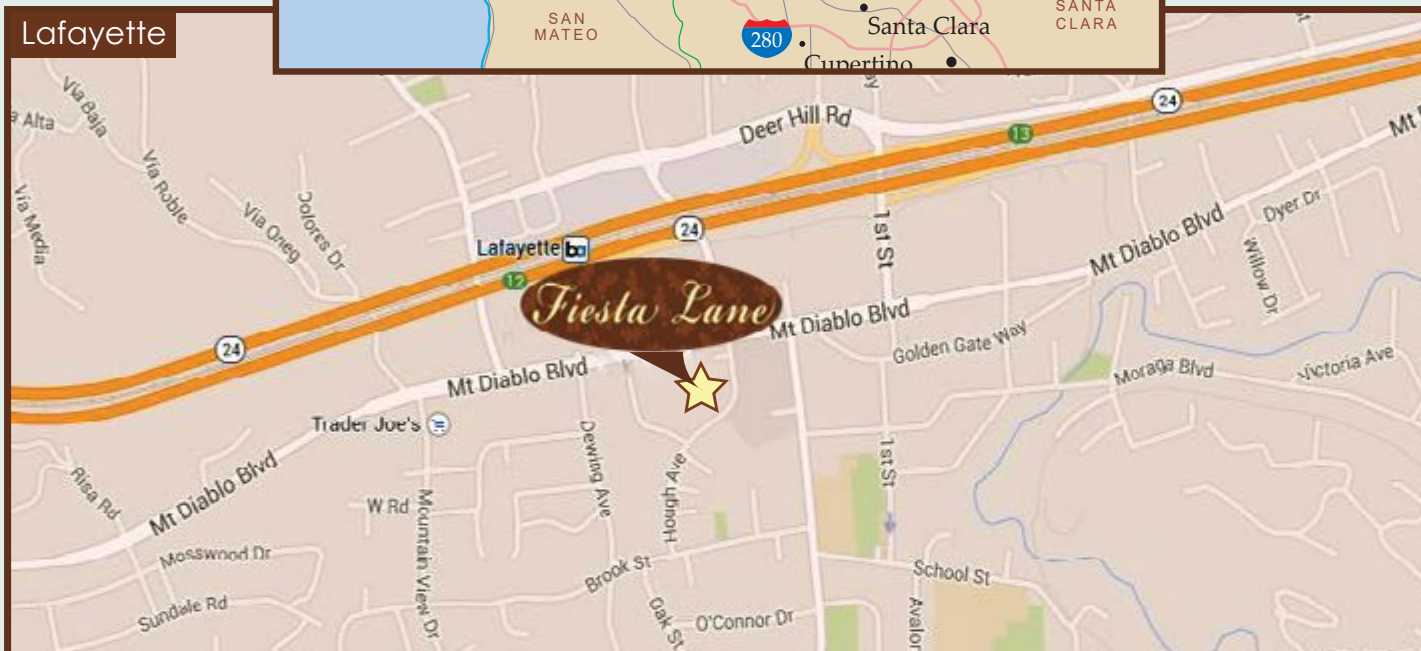 Lafayette
SAN
MATEO
280
Santa Clara
Cupertino
SANTA
CLARA
Via Baja
a Alta
Via Roble
Via Media
Via Oneg
Dolores Dr
Deer Hill Rd
24
13
Mt
1st St
Dyer Dr
Willow Dr
Mt Diablo Blvd
24
Lafayette ba
12
Fiesta Lane
Mt Diablo Blvd
Golden Gate Way
24
Mt Diablo Blvd
Moraga Blvd
Victoria Ave
Trader Joe's
Dewing Ave
1st St
Risa Rd
Mt Diablo Blvd
W Rd
Mountain View Dr
Hough Ave
Mosswood Dr
Brook St
School St
Sundale Rd
Oak St
O'Connor Dr
Avalon